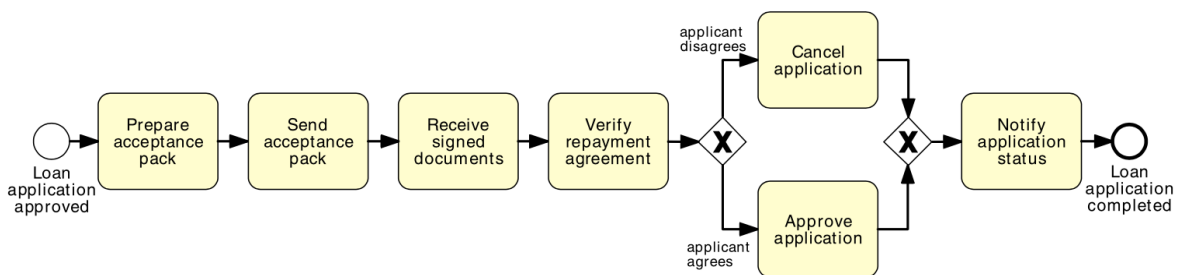 Loan
application
approved
Prepare
acceptance
pack
Send
acceptance
pack
Receive
signed
documents
Verify
repayment
agreement
applicant
disagrees
Cancel
application
applicant
agrees
Approve
application
Notify
application
status
Loan
application
completed